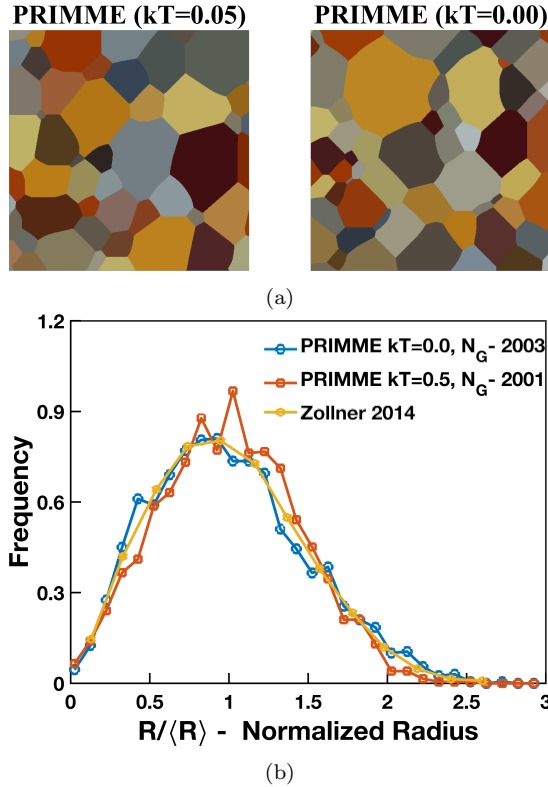 PRIMME (kT=0.05) PRIMME (kT=0.00)
(a)
1.2
0.9
0.6
0.3
0
Frequency
PRIMME kT=0.0, N_G- 2003
PRIMME kT=0.5, N_G- 2001
Zollner 2014
0 0.5 1 1.5 2 2.5 3
R/⟨R⟩ - Normalized Radius
(b)